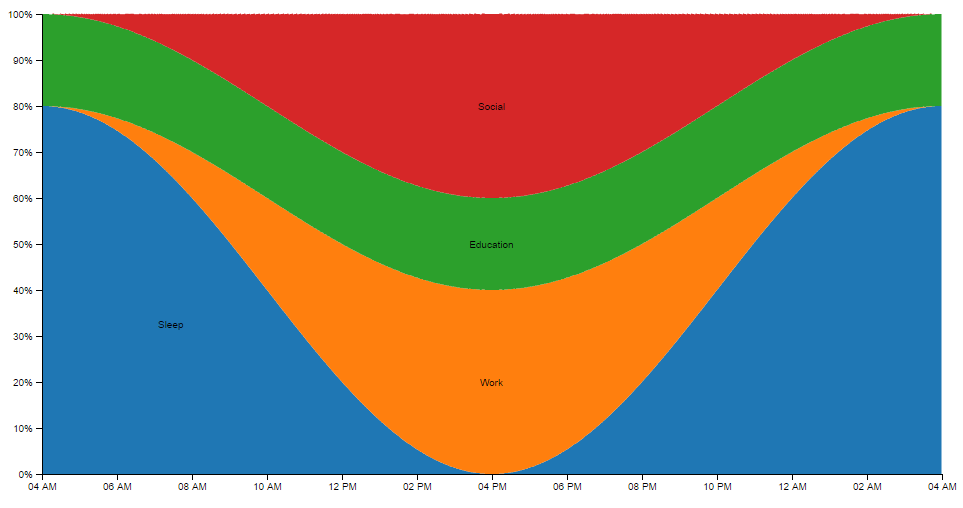 100%
90%
80%
70%
60%
50%
40%
30%
20%
10%
0%
Social
Education
Sleep
Work
04 AM 06 AM 08 AM 10 AM 12 PM 02 PM 04 PM 06 PM 08 PM 10 PM 12 AM 02 AM 04 AM